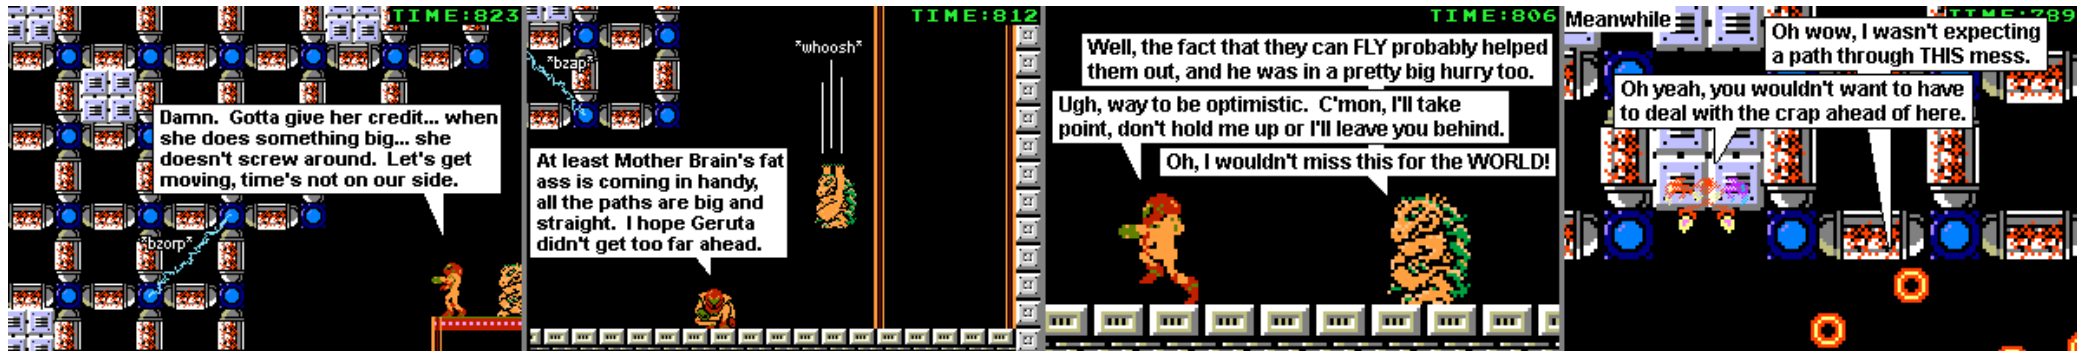 TIME:823
Damn.  Gotta give her credit... when
she does something big... she
doesn't screw around.  Let's get
moving, time's not on our side.
*bzorp*
TIME:812
*whoosh*
*bzap*
At least Mother Brain's fat
ass is coming in handy,
all the paths are big and
straight.  I hope Geruta
didn't get too far ahead.
TIME:806
Well, the fact that they can FLY probably helped
them out, and he was in a pretty big hurry too.
Ugh, way to be optimistic.  C'mon, I'll take
point, don't hold me up or I'll leave you behind.
Oh, I wouldn't miss this for the WORLD!
Meanwhile
TIME:789
Oh wow, I wasn't expecting
a path through THIS mess.
Oh yeah, you wouldn't want to have
to deal with the crap ahead of here.